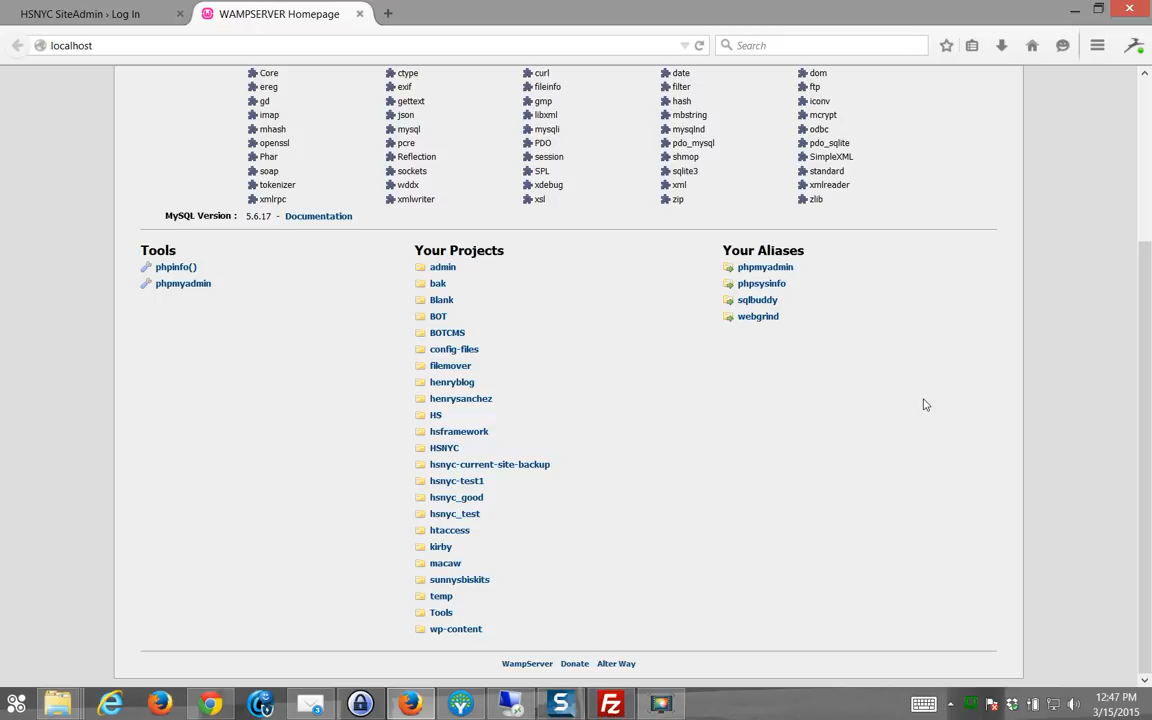 HSNYC SiteAdmin › Log In
WAMPSERVER Homepage
localhost
Search
Core ctype curl date dom
ereg exif fileinfo filter ftp
gd gettext gmp hash iconv
imap json libxml mbstring mcrypt
mhash mysql mysqli mysqlnd odbc
openssl pcre PDO pdo_mysql pdo_sqlite
Phar Reflection session shmop SimpleXML
soap sockets SPL sqlite3 standard
tokenizer wddx xdebug xml xmlreader
xmlrpc xmlwriter xsl zip zlib
MySQL Version : 5.6.17 - Documentation
Tools
phpinfo()
phpmyadmin
Your Projects
admin
bak
Blank
BOT
BOTCMS
config-files
filemover
henryblog
henrysanchez
HS
hsframework
HSNYC
hsnyc-current-site-backup
hsnyc-test1
hsnyc_good
hsnyc_test
htaccess
kirby
macaw
sunnysbiskits
temp
Tools
wp-content
Your Aliases
phpmyadmin
phpsysinfo
sqlbuddy
webgrind
WampServer Donate Alter Way
12:47 PM
3/15/2015